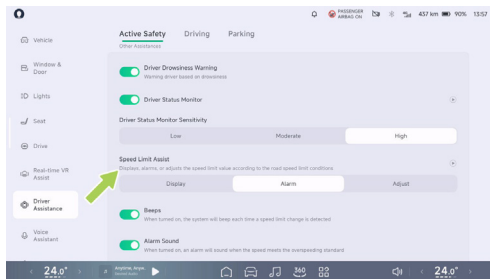 PASSENGER
AIRBAG ON
437 km
90%
13:57
Vehicle
Window &
Door
Lights
Seat
Drive
Real-time VR
Assist
Driver
Assistance
Voice
Assistant
Active Safety
Driving
Parking
Other Assistances
Driver Drowsiness Warning
Warning driver based on drowsiness
Driver Status Monitor
Driver Status Monitor Sensitivity
Low
Moderate
High
Speed Limit Assist
Displays, alarms, or adjusts the speed limit value according to the road speed limit conditions
Display
Alarm
Adjust
Beeps
When turned on, the system will beep each time a speed limit change is detected
Alarm Sound
When turned on, an alarm will sound when the speed meets the overspeeding standard
24.0°
360
24.0°